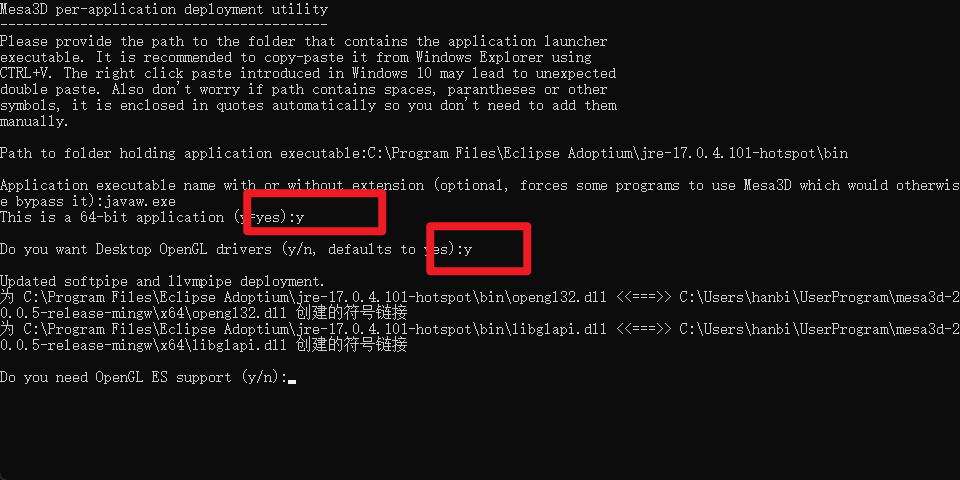 Mesa3D per-application deployment utility
-----------------------------------------
Please provide the path to the folder that contains the application launcher
executable. It is recommended to copy-paste it from Windows Explorer using
CTRL+V. The right click paste introduced in Windows 10 may lead to unexpected
double paste. Also don't worry if path contains spaces, parantheses or other
symbols, it is enclosed in quotes automatically so you don't need to add them
manually.
Path to folder holding application executable:C:\Program Files\Eclipse Adoptium\jre-17.0.4.101-hotspot\bin
Application executable name with or without extension (optional, forces some programs to use Mesa3D which would otherwis
e bypass it):javaw.exe
This is a 64-bit application (y=yes):y
Do you want Desktop OpenGL drivers (y/n, defaults to yes):y
Updated softpipe and llvmpipe deployment.
为 C:\Program Files\Eclipse Adoptium\jre-17.0.4.101-hotspot\bin\opengl32.dll <<===>> C:\Users\hanbi\UserProgram\mesa3d-2
0.0.5-release-mingw\x64\opengl32.dll 创建的符号链接
为 C:\Program Files\Eclipse Adoptium\jre-17.0.4.101-hotspot\bin\libglapi.dll <<===>> C:\Users\hanbi\UserProgram\mesa3d-2
0.0.5-release-mingw\x64\libglapi.dll 创建的符号链接
Do you need OpenGL ES support (y/n):